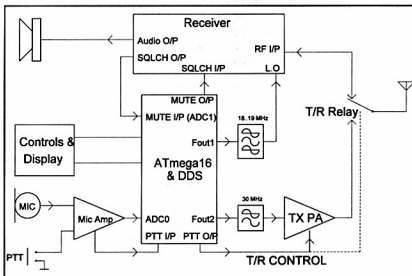 Receiver
Audio O/P
RF I/P
SQLCH O/P
SQLCH I/P
L.O
MUTE O/P
MUTE I/P (ADC1)
18..19 MHz
T/R Relay
Controls &
Display
Fout1
ATmega16
& DDS
30 MHz
MIC
Mic Amp
ADC0
Fout2
TX PA
PTT I/P
PTT O/P
PTT
T/R CONTROL